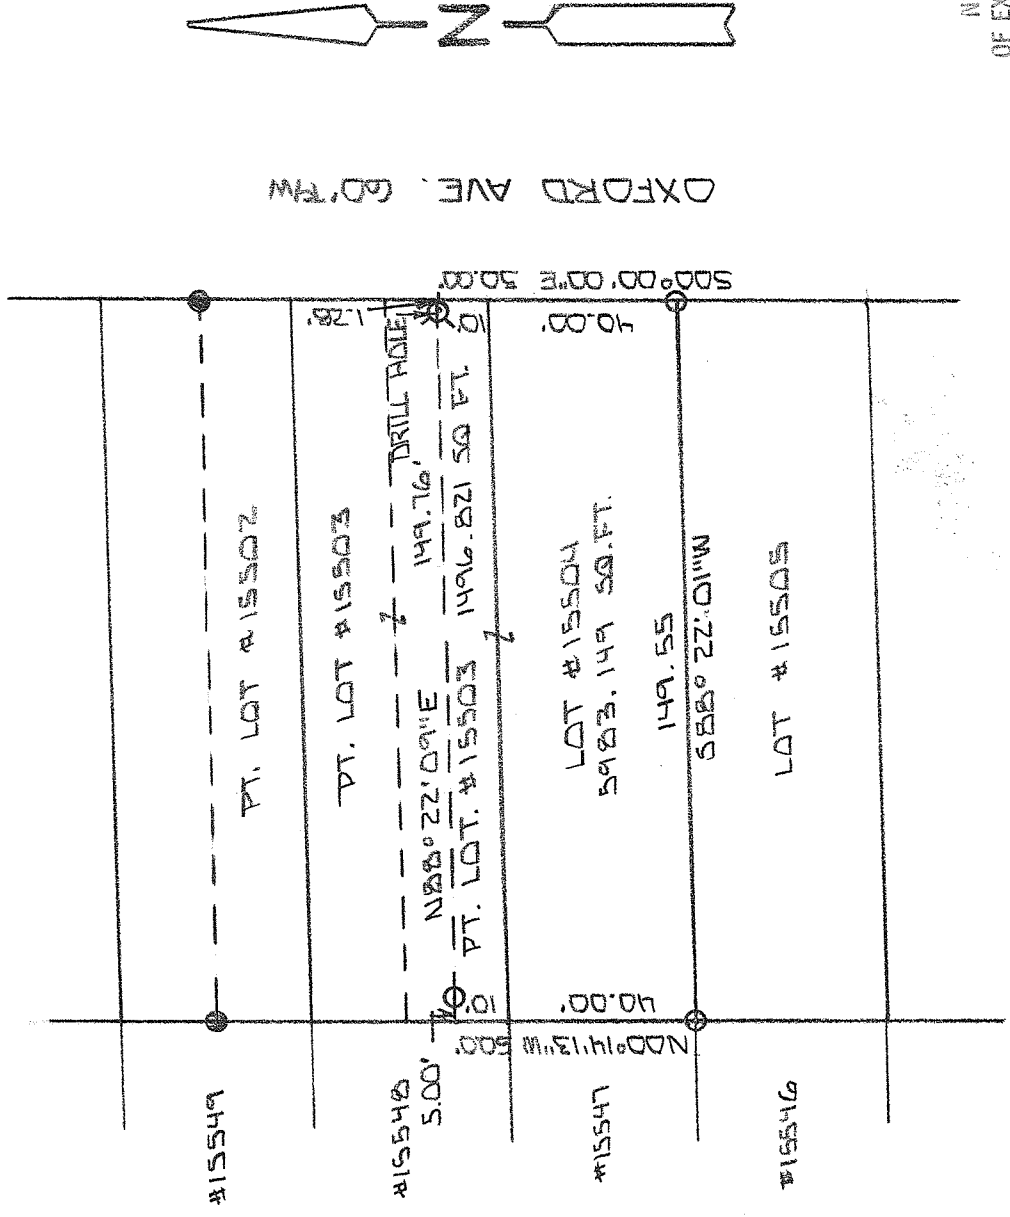 N
OF EX
N
OXFORD AVE. 60' R/W
S00°00'00"E 50.00'
1.28'
10'
40.00'
DRILL HOLE
PT. LOT #15502
PT. LOT #15503
N88°22'09"E 149.76'
PT. LOT. #15503 1496.821 SQ FT.
LOT #15504
5983.149 SQ.FT.
149.55
S88°22'01"W
LOT #15505
10'
40.00'
5.00'
N00°14'13"W
#15549
#15548
#15547
#15546